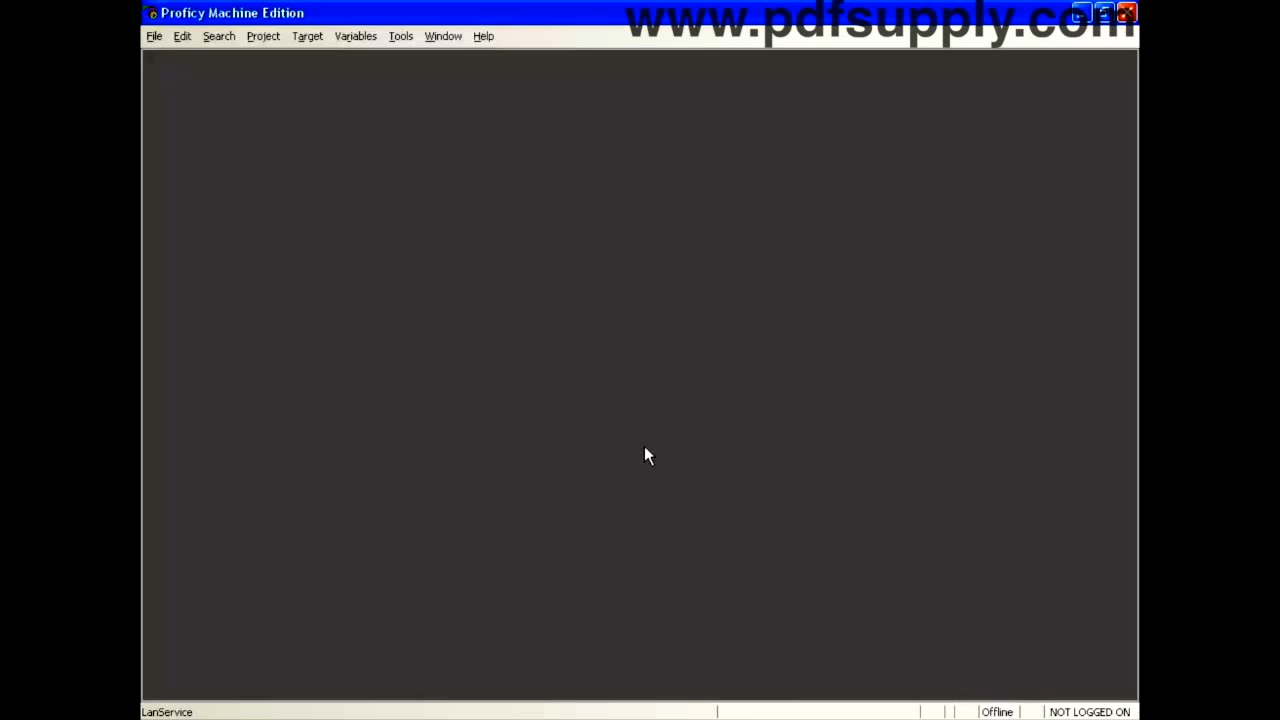 Proficy Machine Edition
www.pdfsupply.com
File Edit Search Project Target Variables Tools Window Help
LanService Offline NOT LOGGED ON